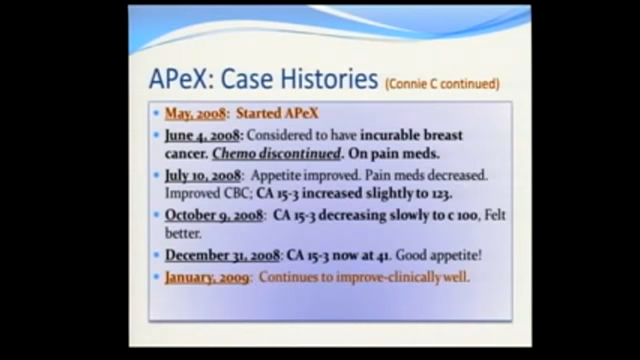 APeX: Case Histories (Connie C continued)
• May, 2008: Started APeX
• June 4, 2008: Considered to have incurable breast
cancer. Chemo discontinued. On pain meds.
• July 10, 2008: Appetite improved. Pain meds decreased.
Improved CBC; CA 15-3 increased slightly to 123.
• October 9, 2008: CA 15-3 decreasing slowly to c 100, Felt
better.
• December 31, 2008: CA 15-3 now at 41. Good appetite!
• January, 2009: Continues to improve-clinically well.